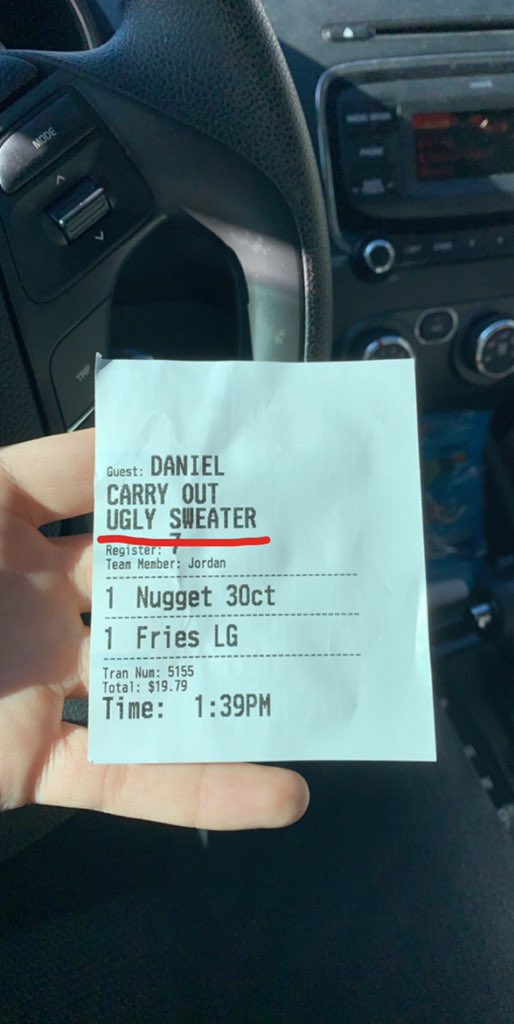 MODE
TRIP
Guest: DANIEL
CARRY OUT
UGLY SWEATER
Register: 7
Team Member: Jordan
1 Nugget 30ct
1 Fries LG
Tran Num: 5155
Total: $19.79
Time: 1:39PM